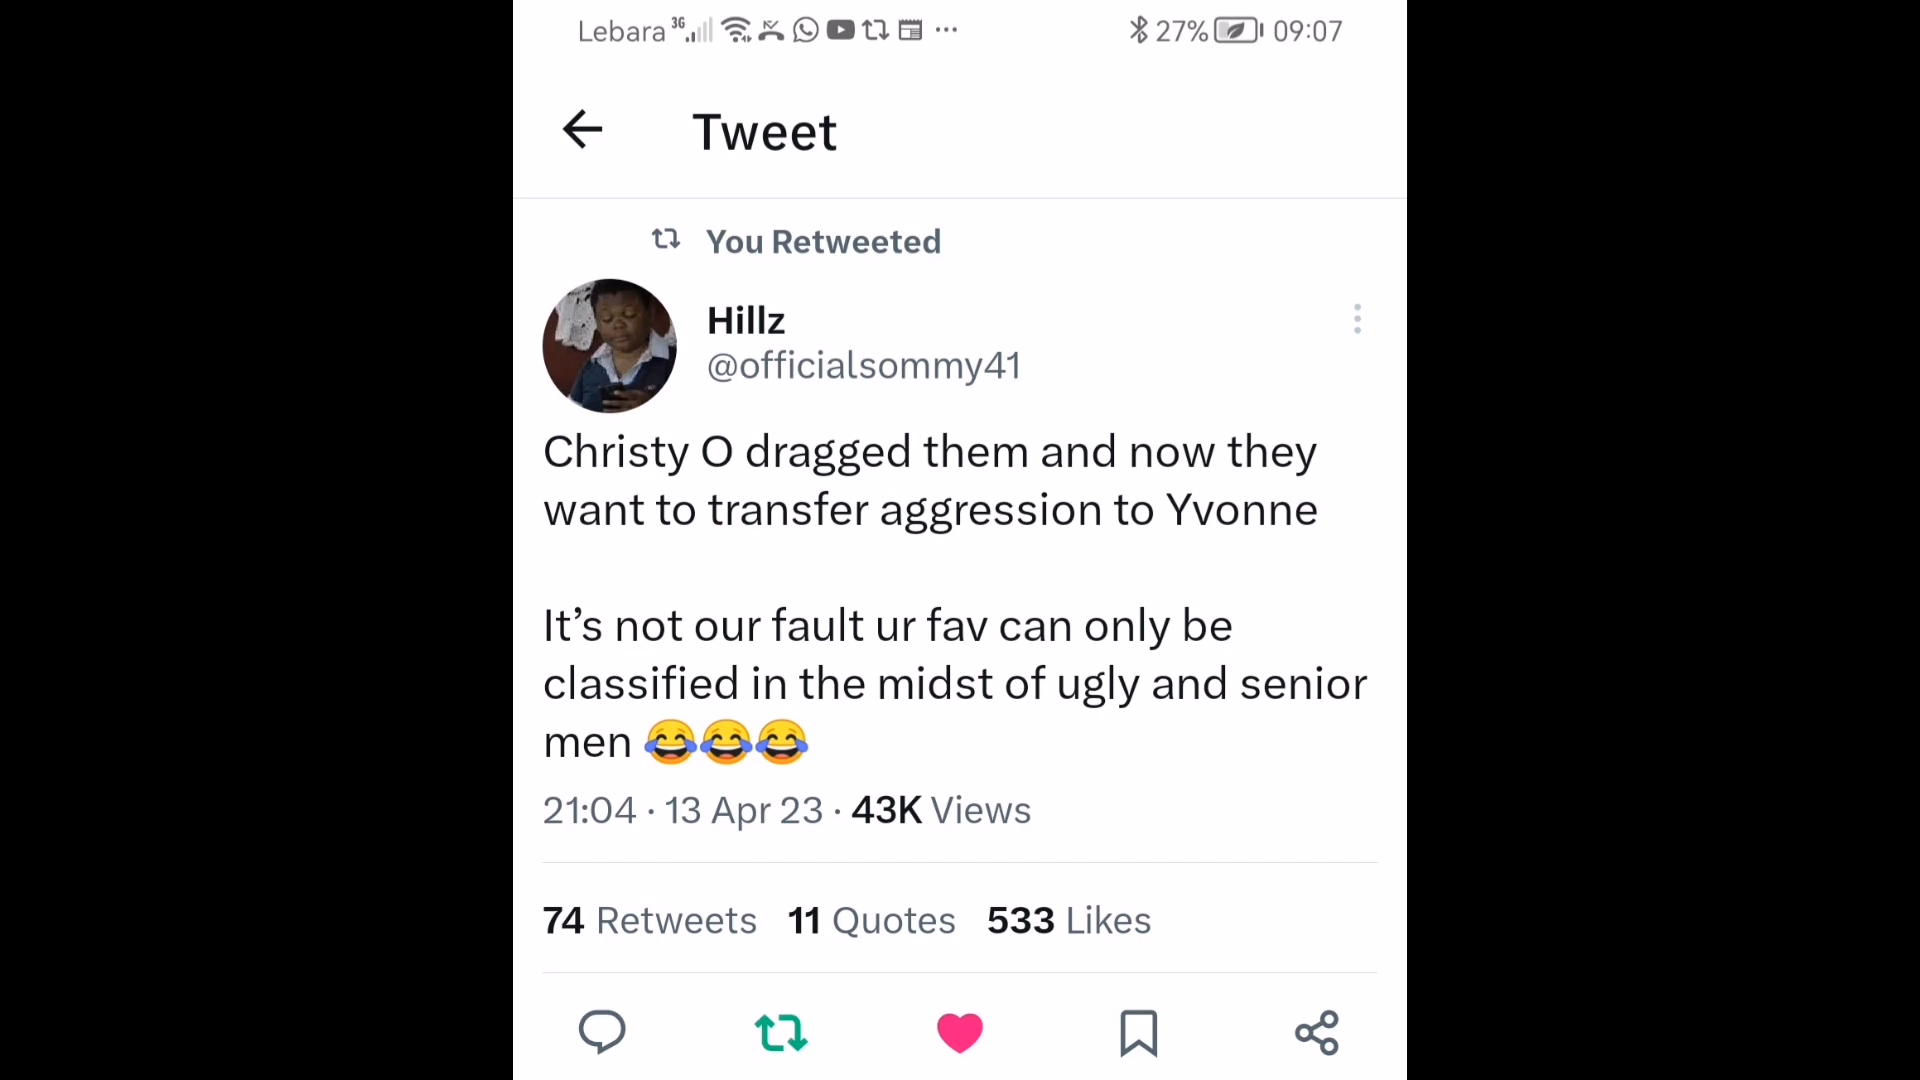 Lebara 3G 27% 09:07
Tweet
You Retweeted
Hillz
@officialsommy41
Christy O dragged them and now they
want to transfer aggression to Yvonne
It’s not our fault ur fav can only be
classified in the midst of ugly and senior
men 😂😂😂
21:04 · 13 Apr 23 · 43K Views
74 Retweets 11 Quotes 533 Likes